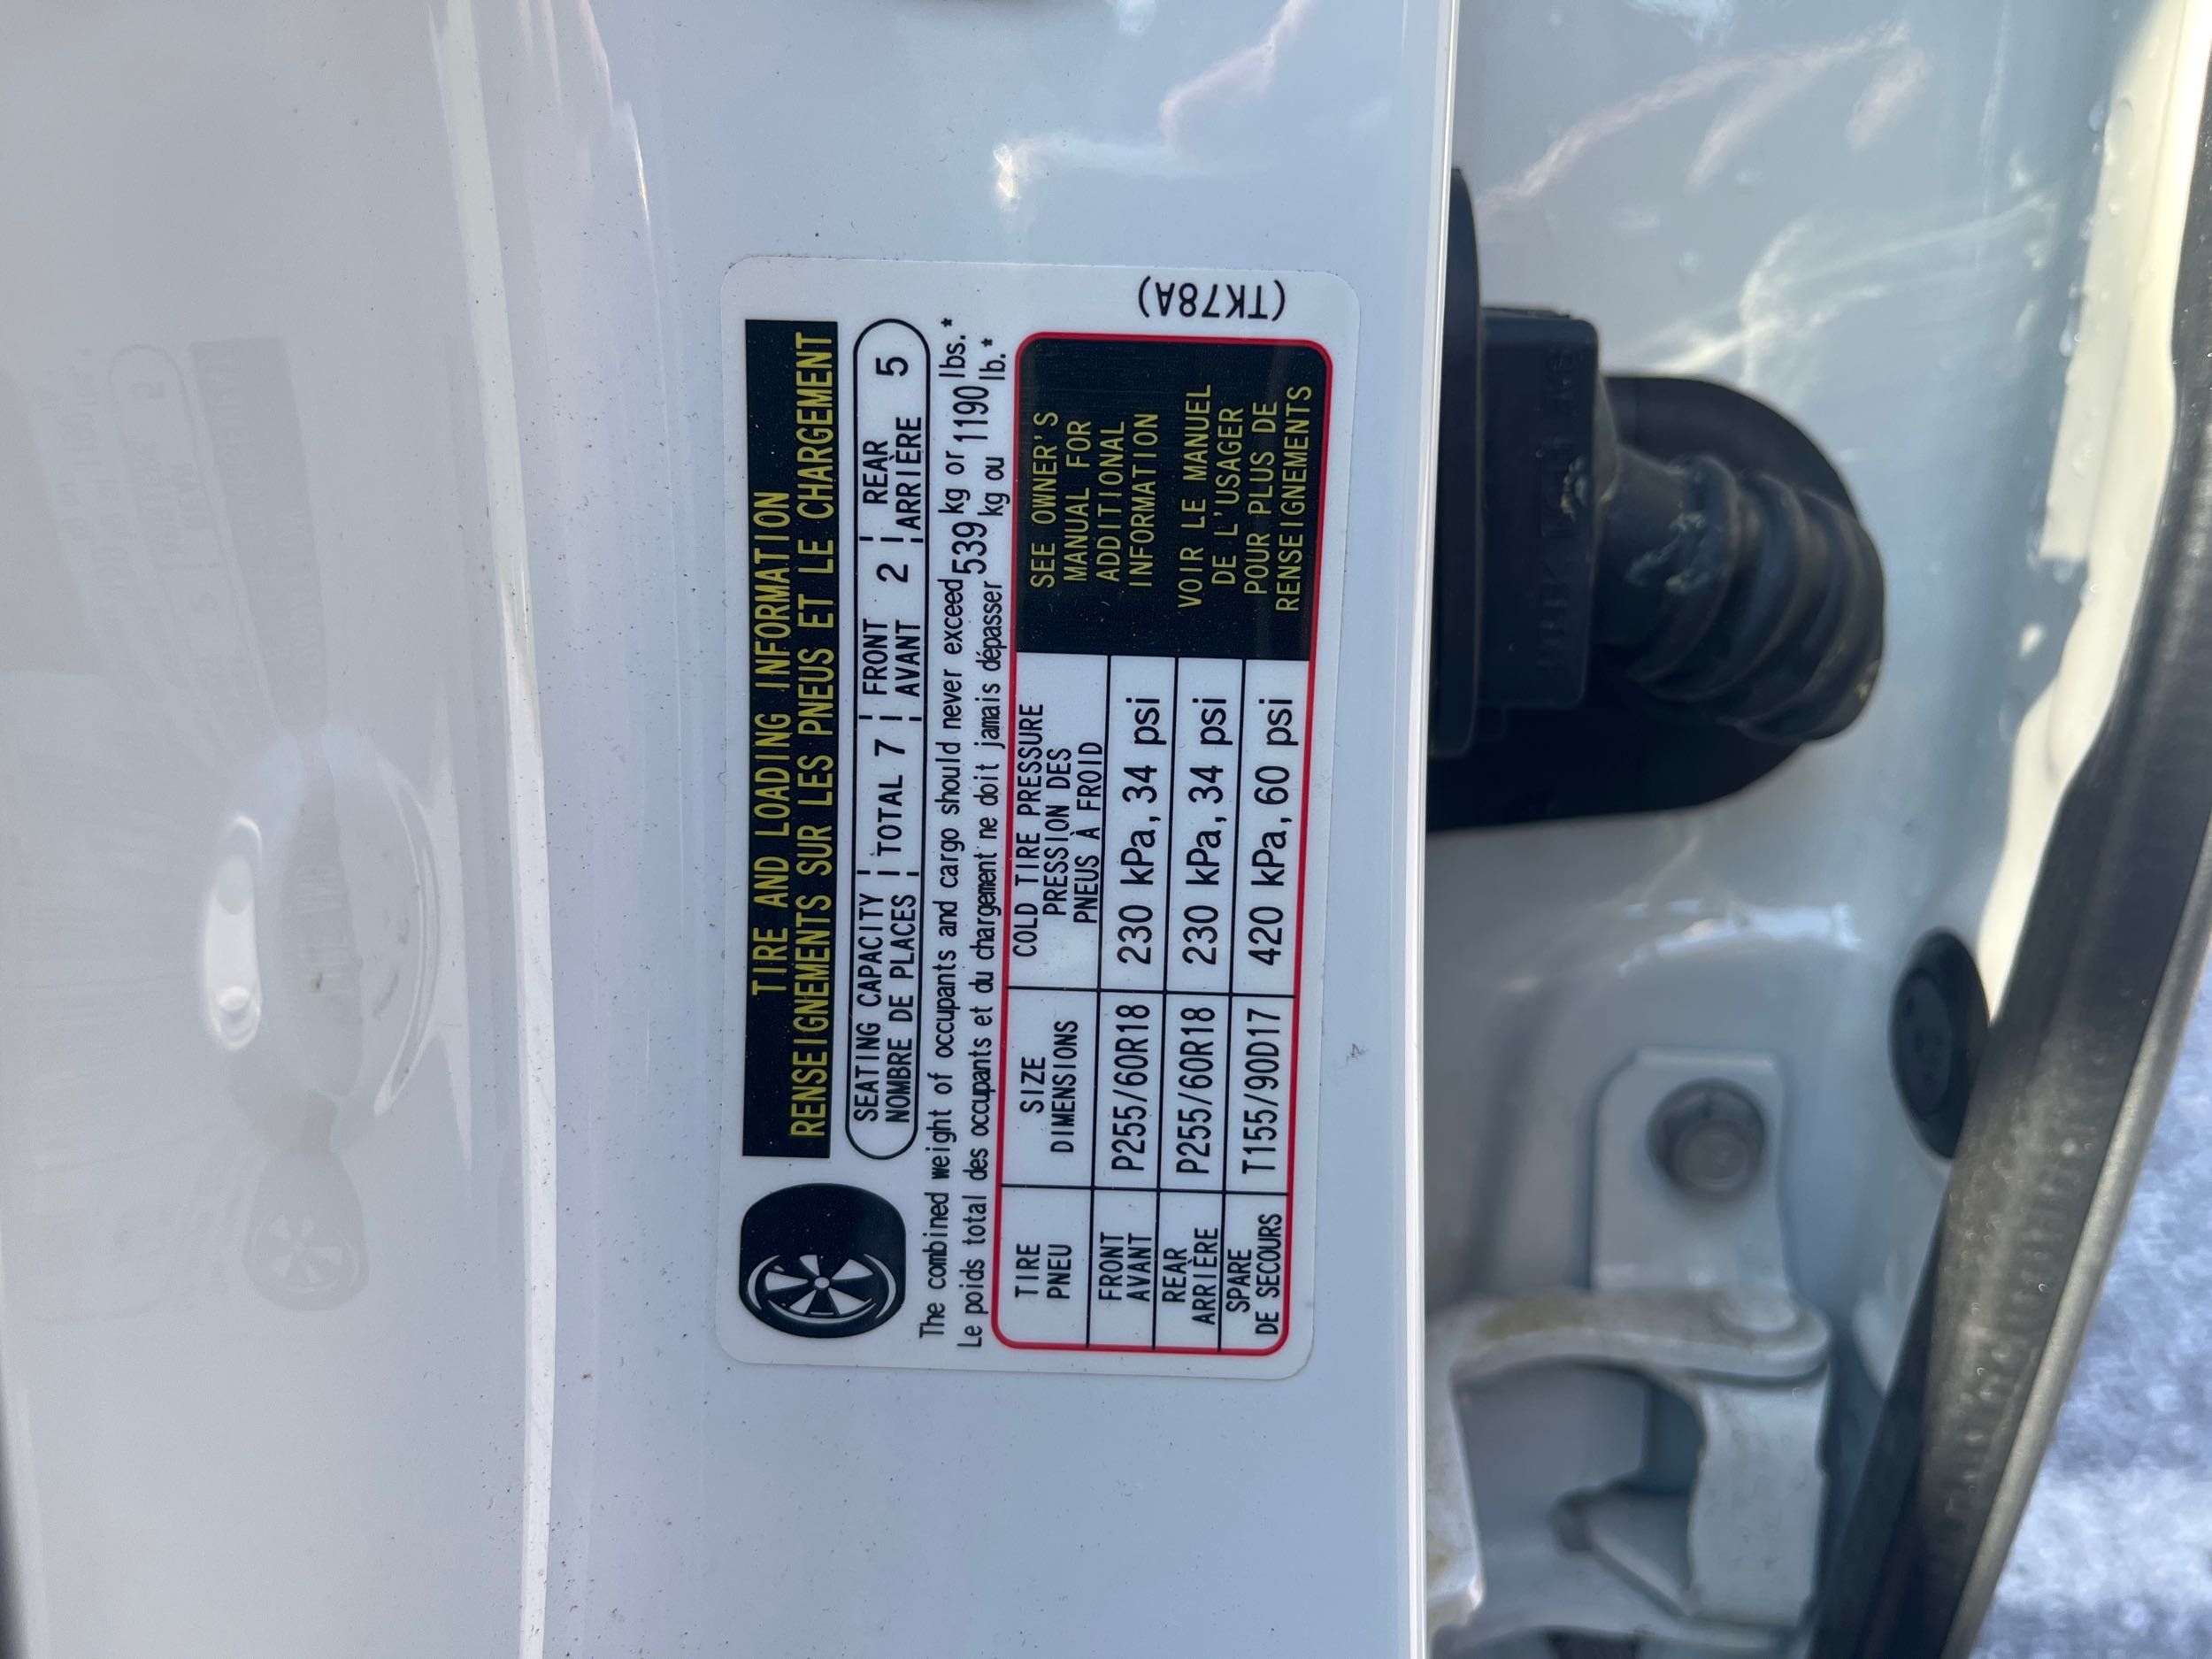 TIRE AND LOADING INFORMATION
RENSEIGNEMENTS SUR LES PNEUS ET LE CHARGEMENT
SEATING CAPACITY TOTAL 7 FRONT 2 REAR 5
NOMBRE DE PLACES AVANT ARRIÈRE
The combined weight of occupants and cargo should never exceed 539 kg or 1190 lbs.*
Le poids total des occupants et du chargement ne doit jamais dépasser kg ou lb.*
TIRE
PNEU
SIZE
DIMENSIONS
COLD TIRE PRESSURE
PRESSION DES
PNEUS À FROID
FRONT
AVANT
P255/60R18
230 kPa, 34 psi
REAR
ARRIÈRE
P255/60R18
230 kPa, 34 psi
SPARE
DE SECOURS
T155/90D17
420 kPa, 60 psi
SEE OWNER'S
MANUAL FOR
ADDITIONAL
INFORMATION
VOIR LE MANUEL
DE L'USAGER
POUR PLUS DE
RENSEIGNEMENTS
(TK78A)